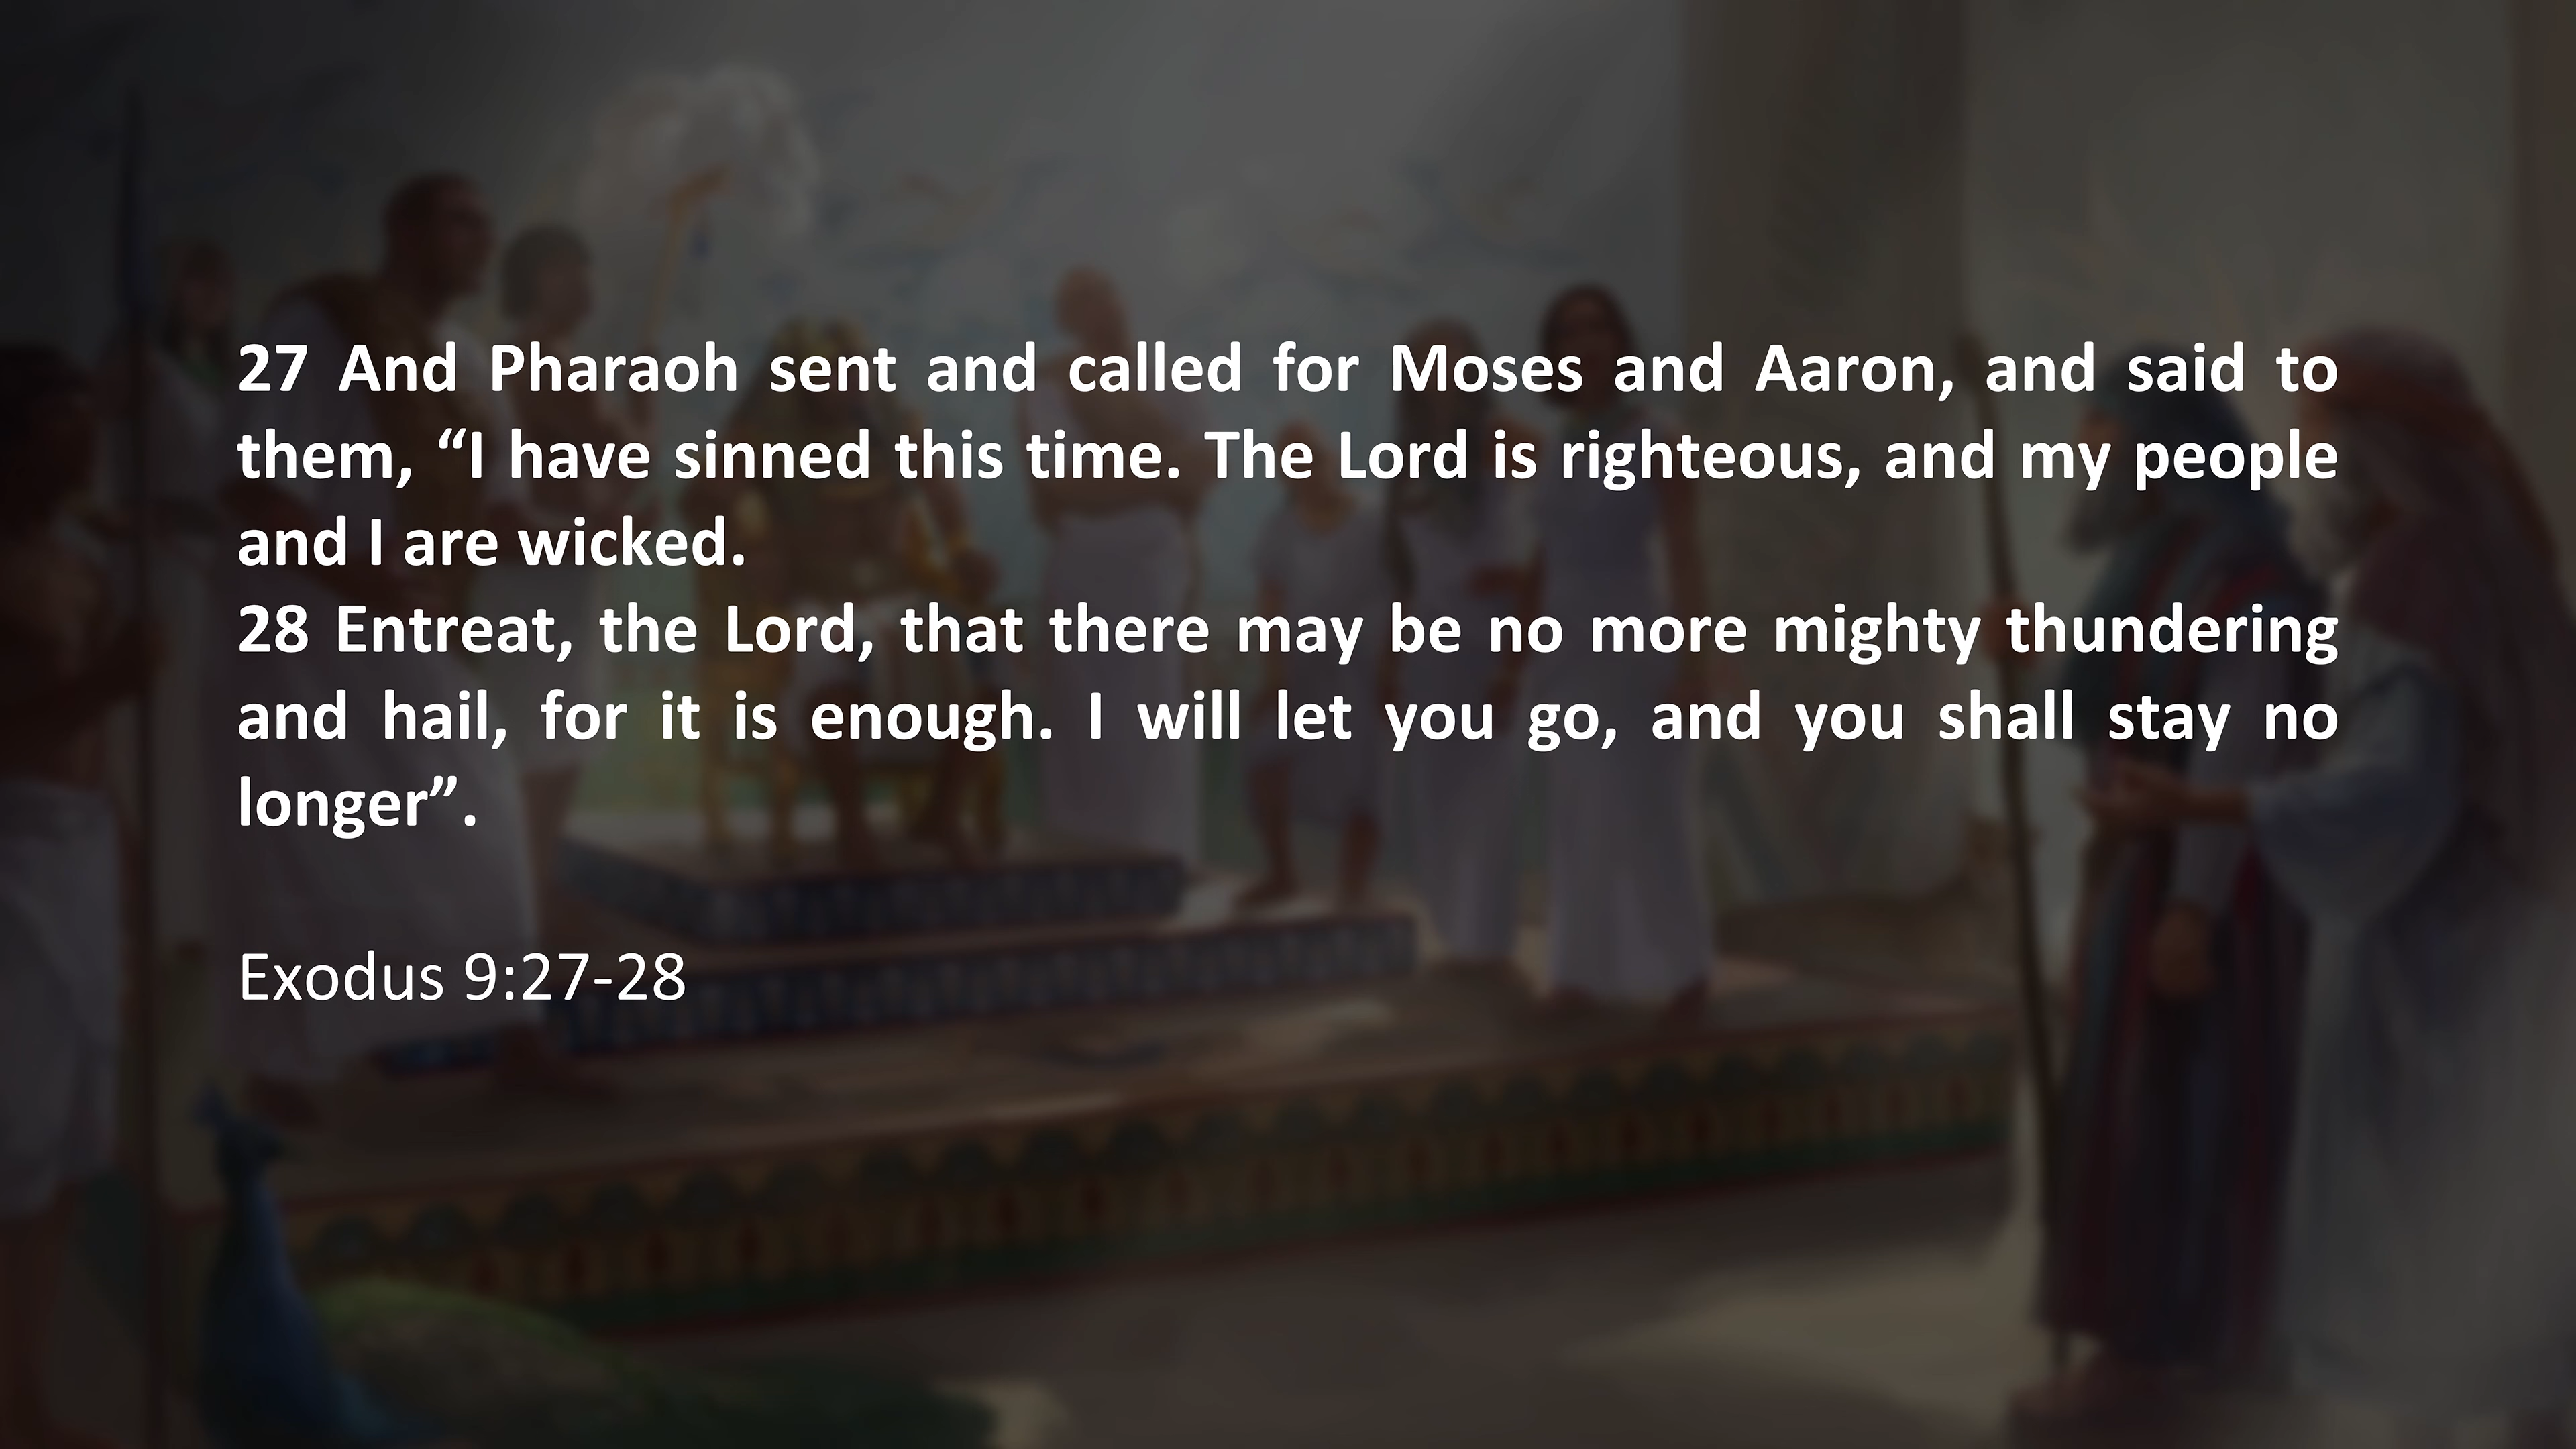 27 And Pharaoh sent and called for Moses and Aaron, and said to
them, “I have sinned this time. The Lord is righteous, and my people
and I are wicked.
28 Entreat, the Lord, that there may be no more mighty thundering
and hail, for it is enough. I will let you go, and you shall stay no
longer”.
Exodus 9:27-28